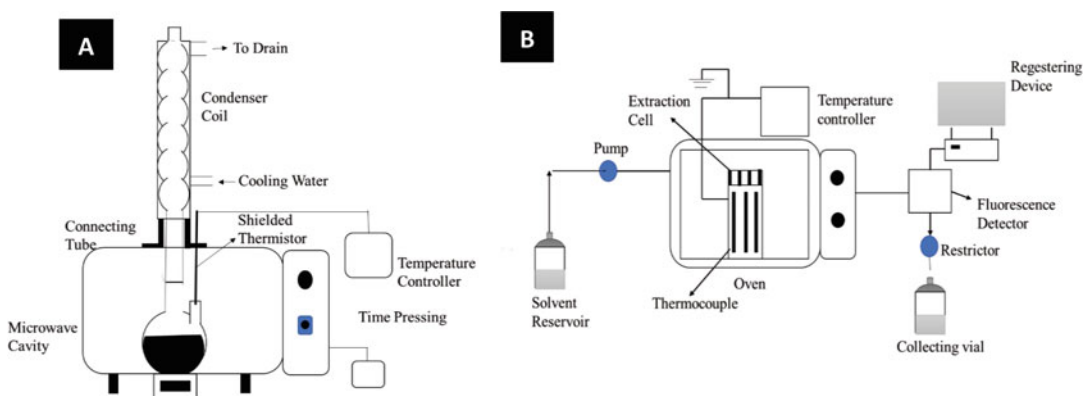 A
To Drain
Condenser
Coil
Cooling Water
Connecting
Tube
Shielded
Thermistor
Temperature
Controller
Microwave
Cavity
Time Pressing
B
Regestering
Device
Extraction
Cell
Temperature
controller
Pump
Fluorescence
Detector
Restrictor
Oven
Solvent
Reservoir
Thermocouple
Collecting vial